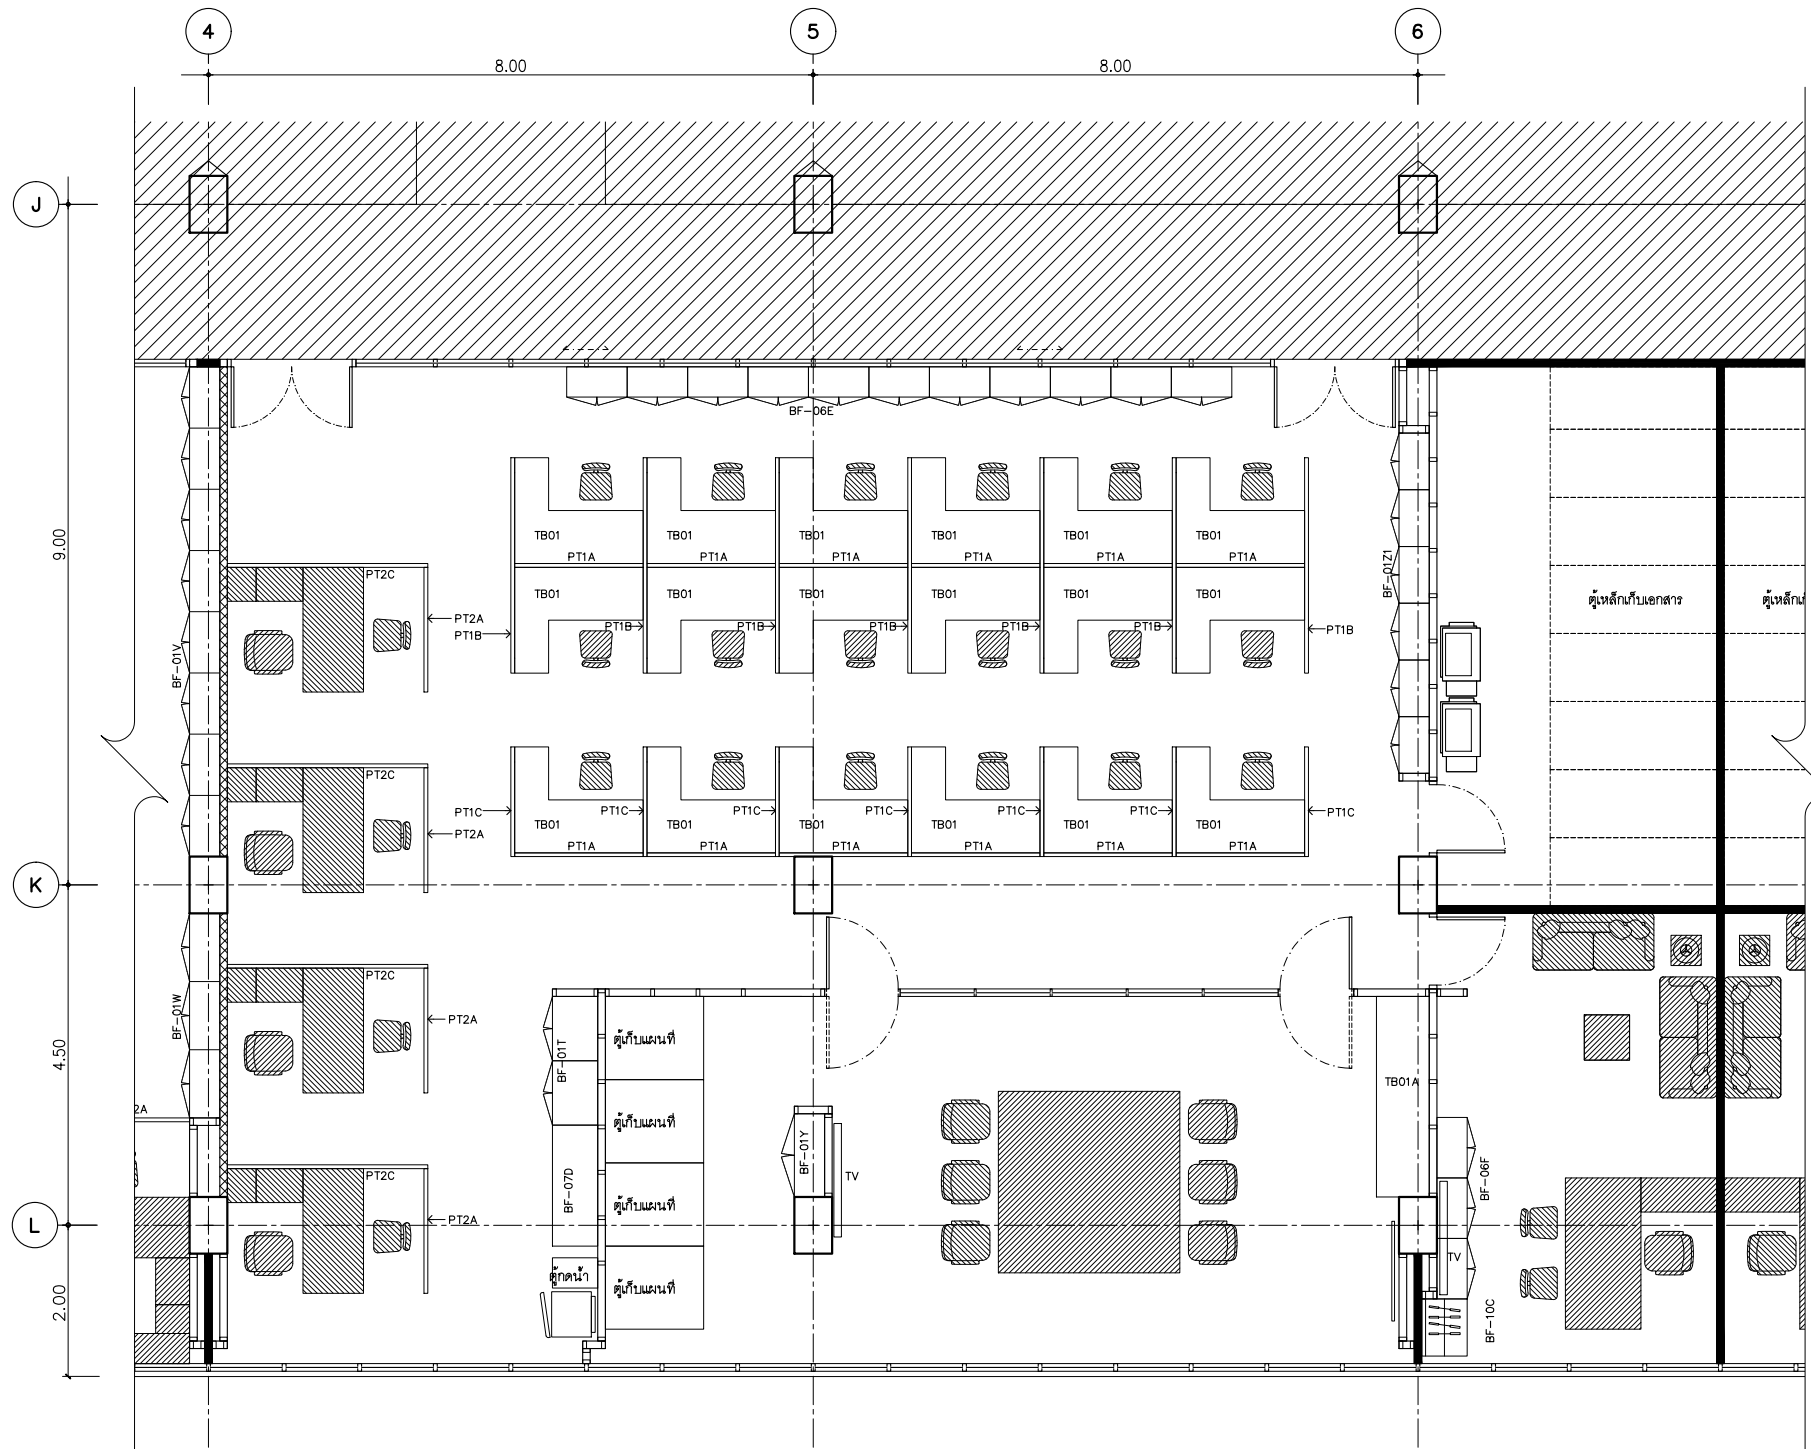 4
5
6
8.00
8.00
J
BF-06E
9.00
TB01
TB01
TB01
TB01
TB01
TB01
PT1A
PT1A
PT1A
PT1A
PT1A
PT1A
PT2C
TB01
TB01
TB01
TB01
TB01
TB01
BF-01Z1
ตู้เหล็กเก็บเอกสาร
PT2A
PT1B
PT1B
PT1B
PT1B
PT1B
PT1B
PT1B
BF-01V
PT2C
PT1C
PT1C
PT1C
PT1C
PT1C
PT1C
PT1C
PT2A
TB01
TB01
TB01
TB01
TB01
TB01
PT1A
PT1A
PT1A
PT1A
PT1A
PT1A
K
PT2C
BF-01W
PT2A
4.50
BF-01T
ตู้เก็บแผนที่
TB01A
2A
ตู้เก็บแผนที่
BF-01Y
TV
PT2C
BF-07D
ตู้เก็บแผนที่
BF-06F
L
PT2A
TV
ตู้กดน้ำ
ตู้เก็บแผนที่
2.00
BF-10C